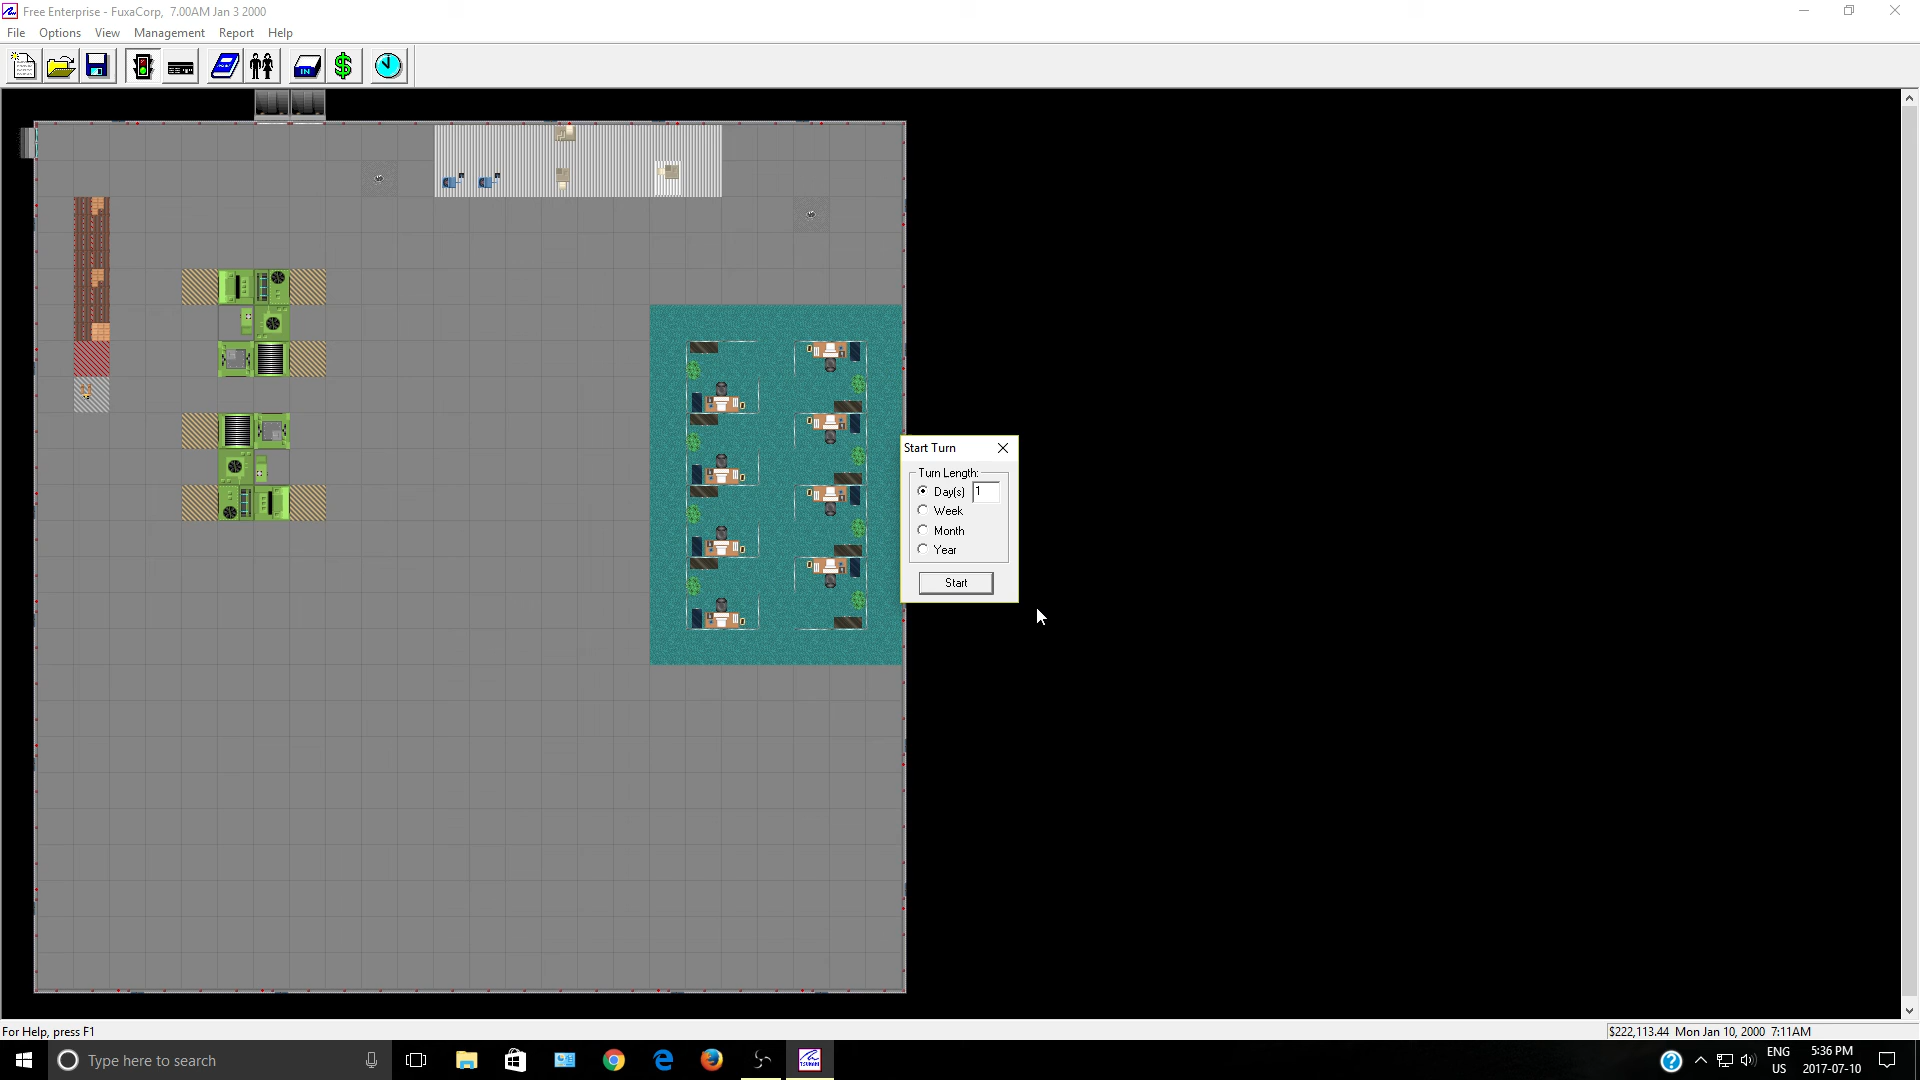 Free Enterprise - FuxaCorp, 7.00AM Jan 3 2000
File Options View Management Report Help
IN
$
Start Turn
Turn Length:
Day(s) 1
Week
Month
Year
Start
For Help, press F1
$222,113.44 Mon Jan 10, 2000 7:11AM
Type here to search
TSUNAMI
ENG
US
5:36 PM
2017-07-10